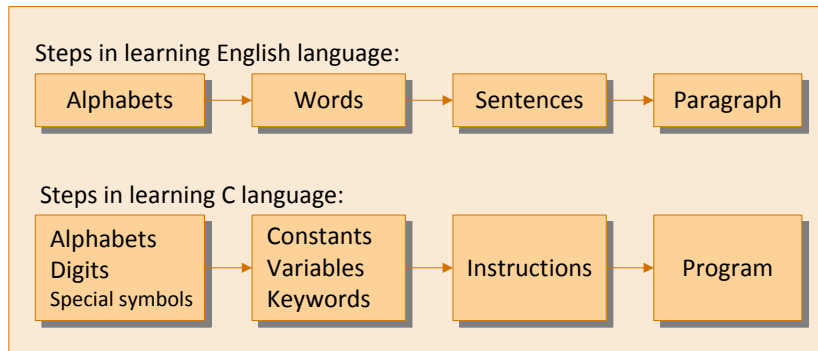 Steps in learning English language:
Alphabets
Words
Sentences
Paragraph
Steps in learning C language:
Alphabets
Digits
Special symbols
Constants
Variables
Keywords
Instructions
Program